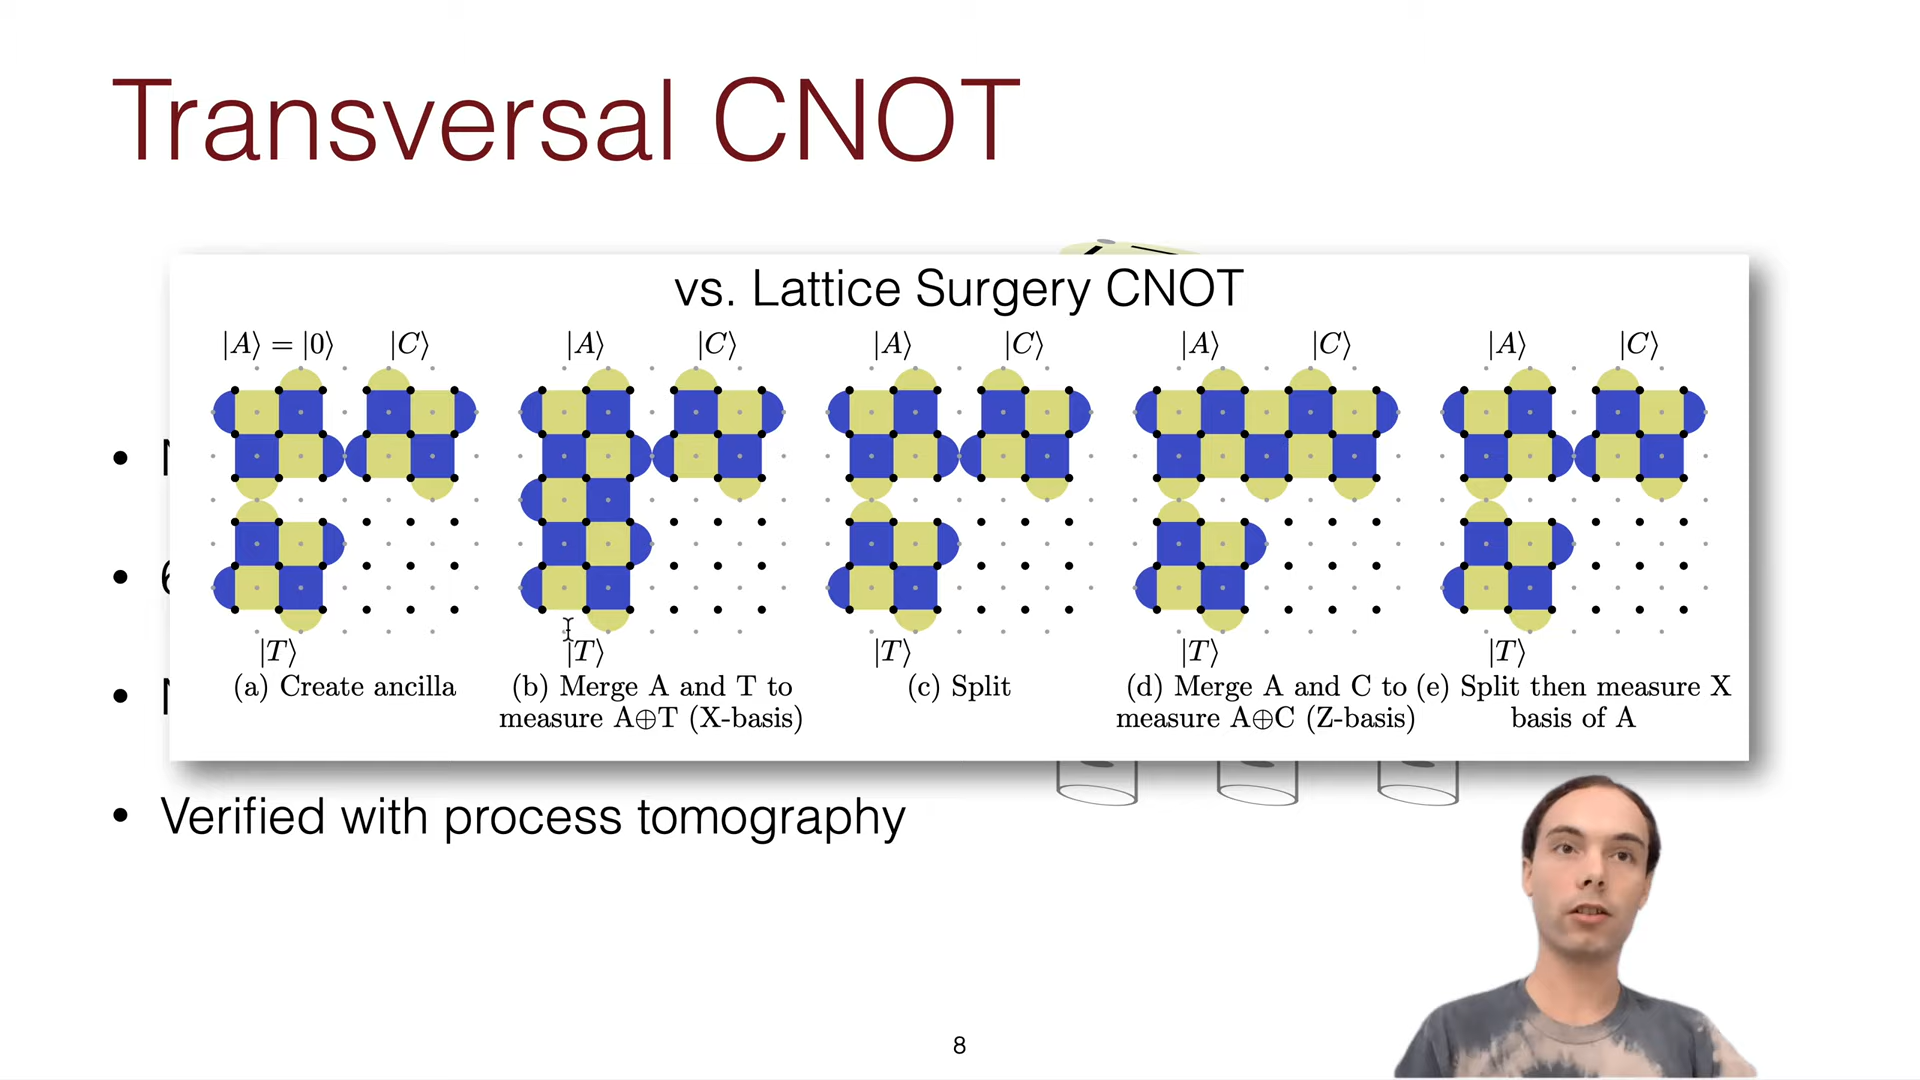 Transversal CNOT
vs. Lattice Surgery CNOT
|A⟩ = |0⟩ |C⟩ |A⟩ |C⟩ |A⟩ |C⟩ |A⟩ |C⟩ |A⟩ |C⟩
|T⟩ |T⟩ |T⟩ |T⟩ |T⟩
(a) Create ancilla
(b) Merge A and T to
measure A⊕T (X-basis)
(c) Split
(d) Merge A and C to
measure A⊕C (Z-basis)
(e) Split then measure X
basis of A
• Verified with process tomography
8